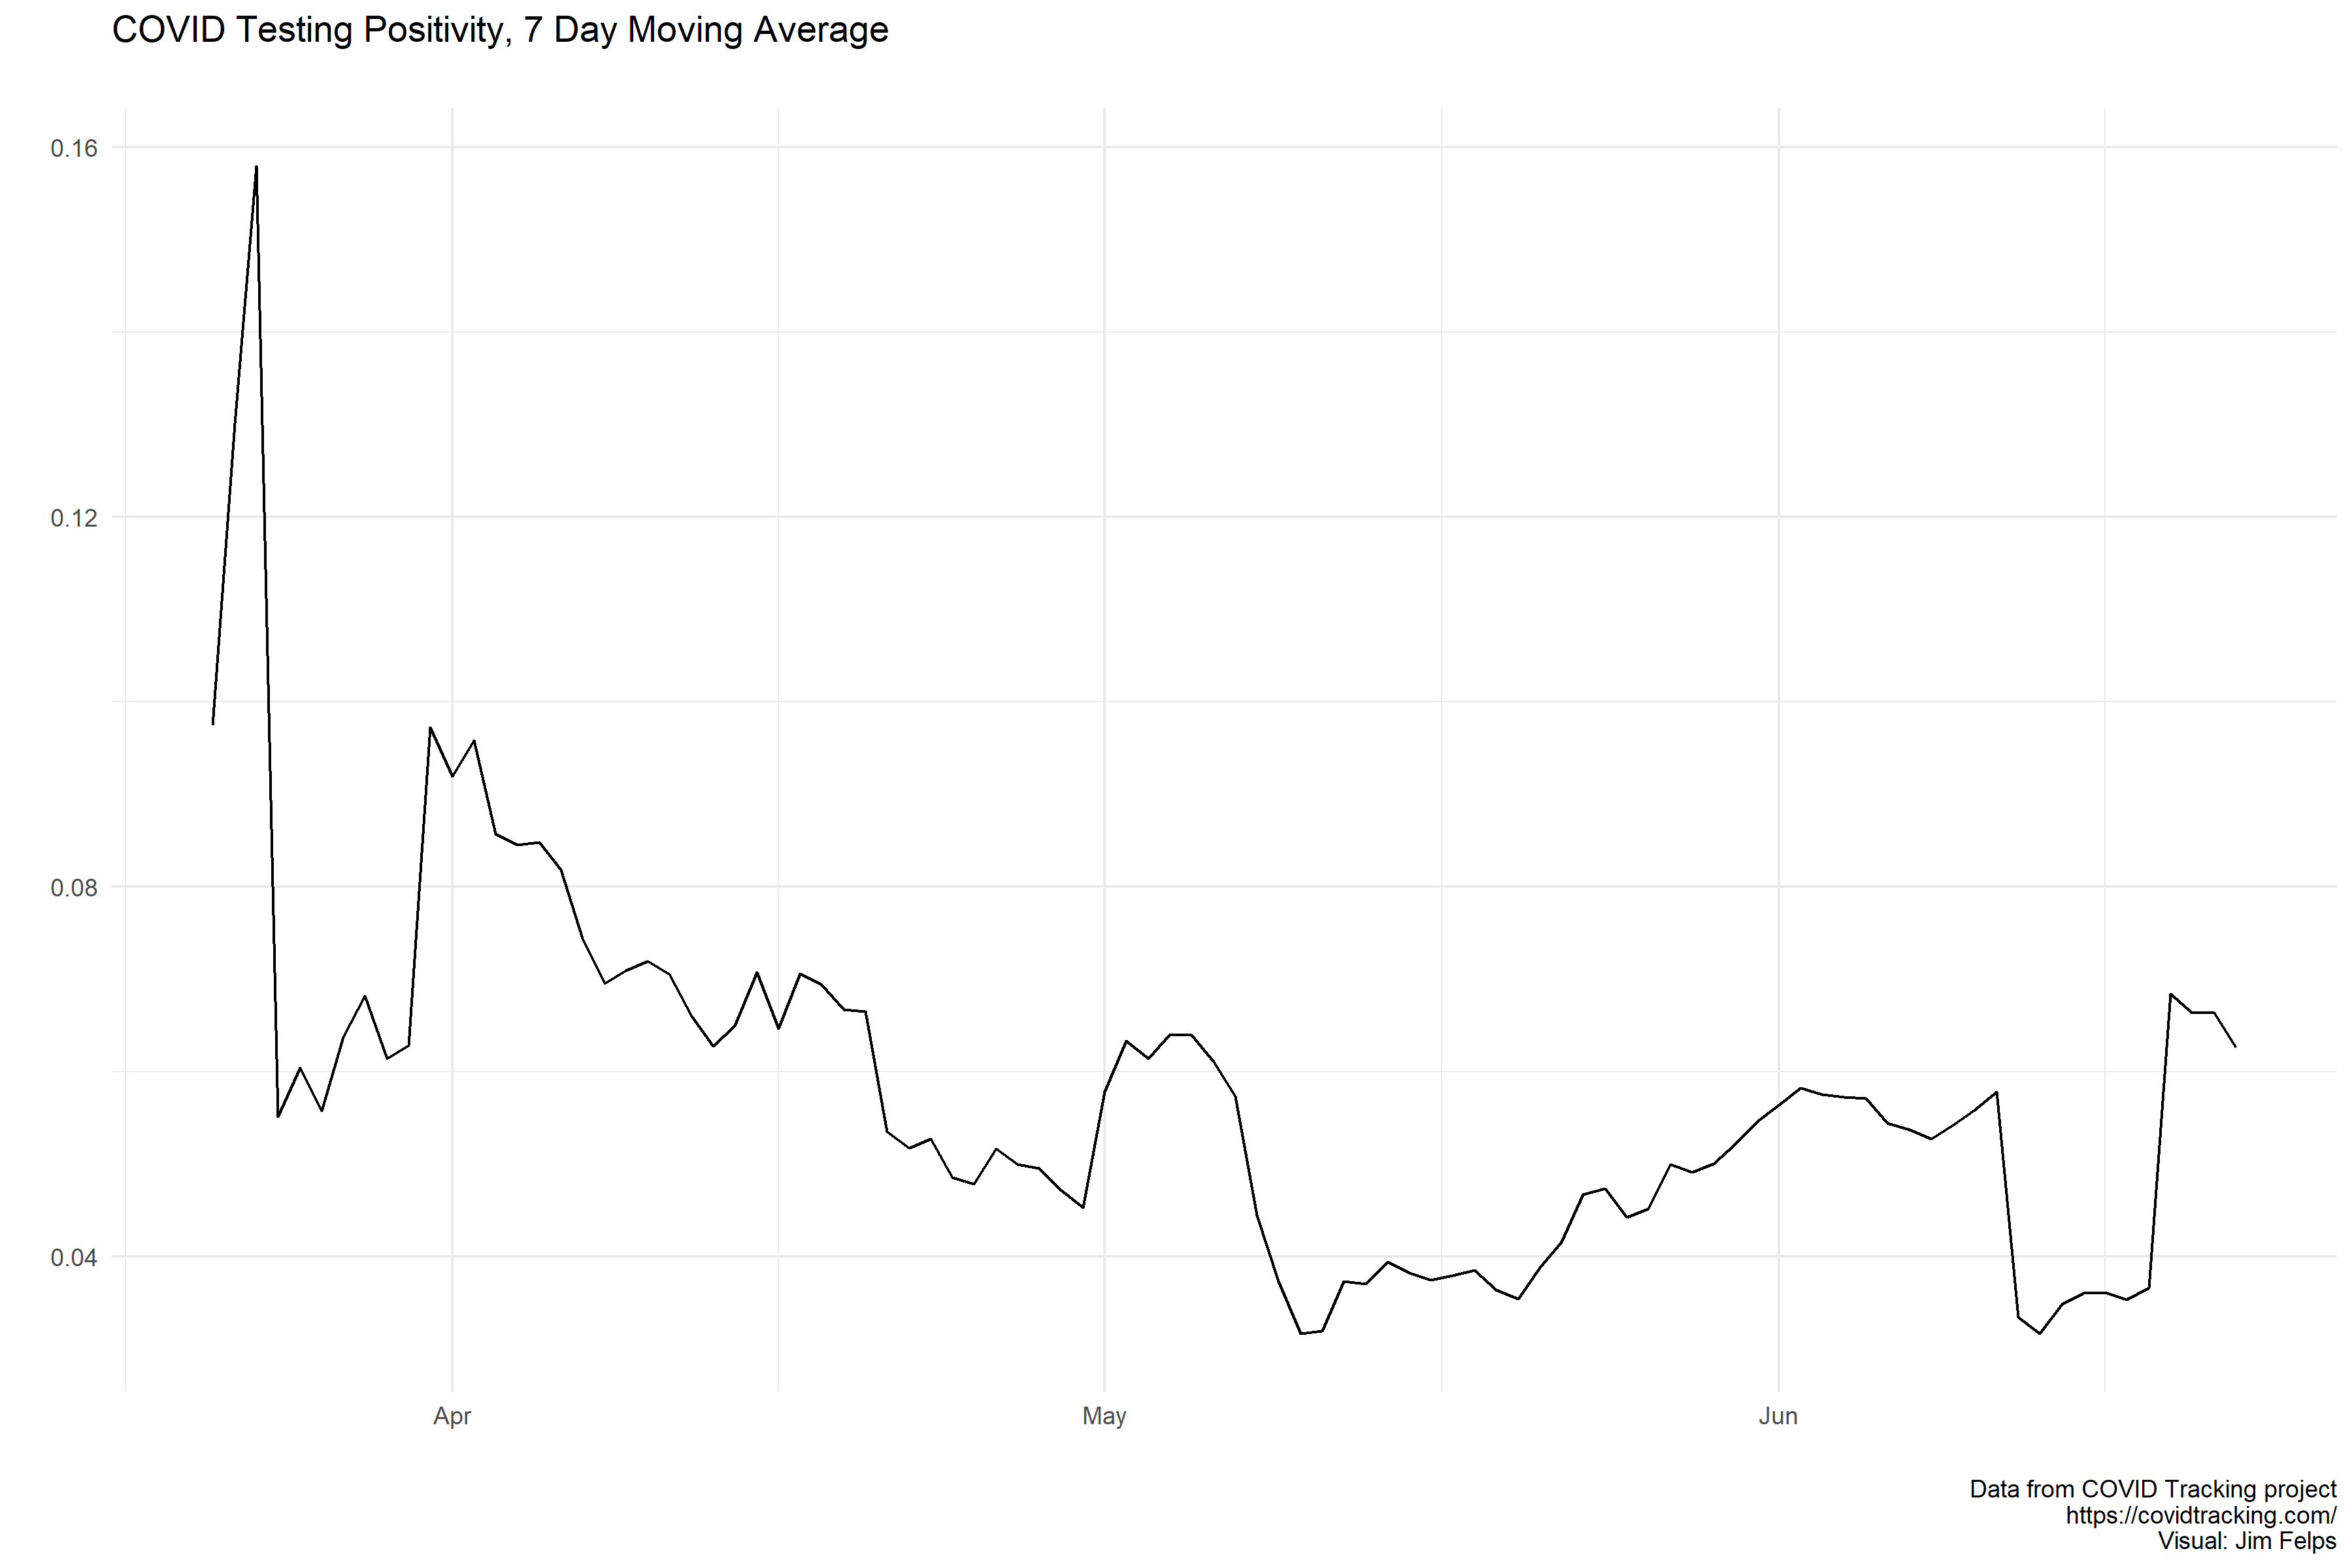 COVID Testing Positivity, 7 Day Moving Average
0.16
0.12
0.08
0.04
Apr
May
Jun
Data from COVID Tracking project
https://covidtracking.com/
Visual: Jim Felps